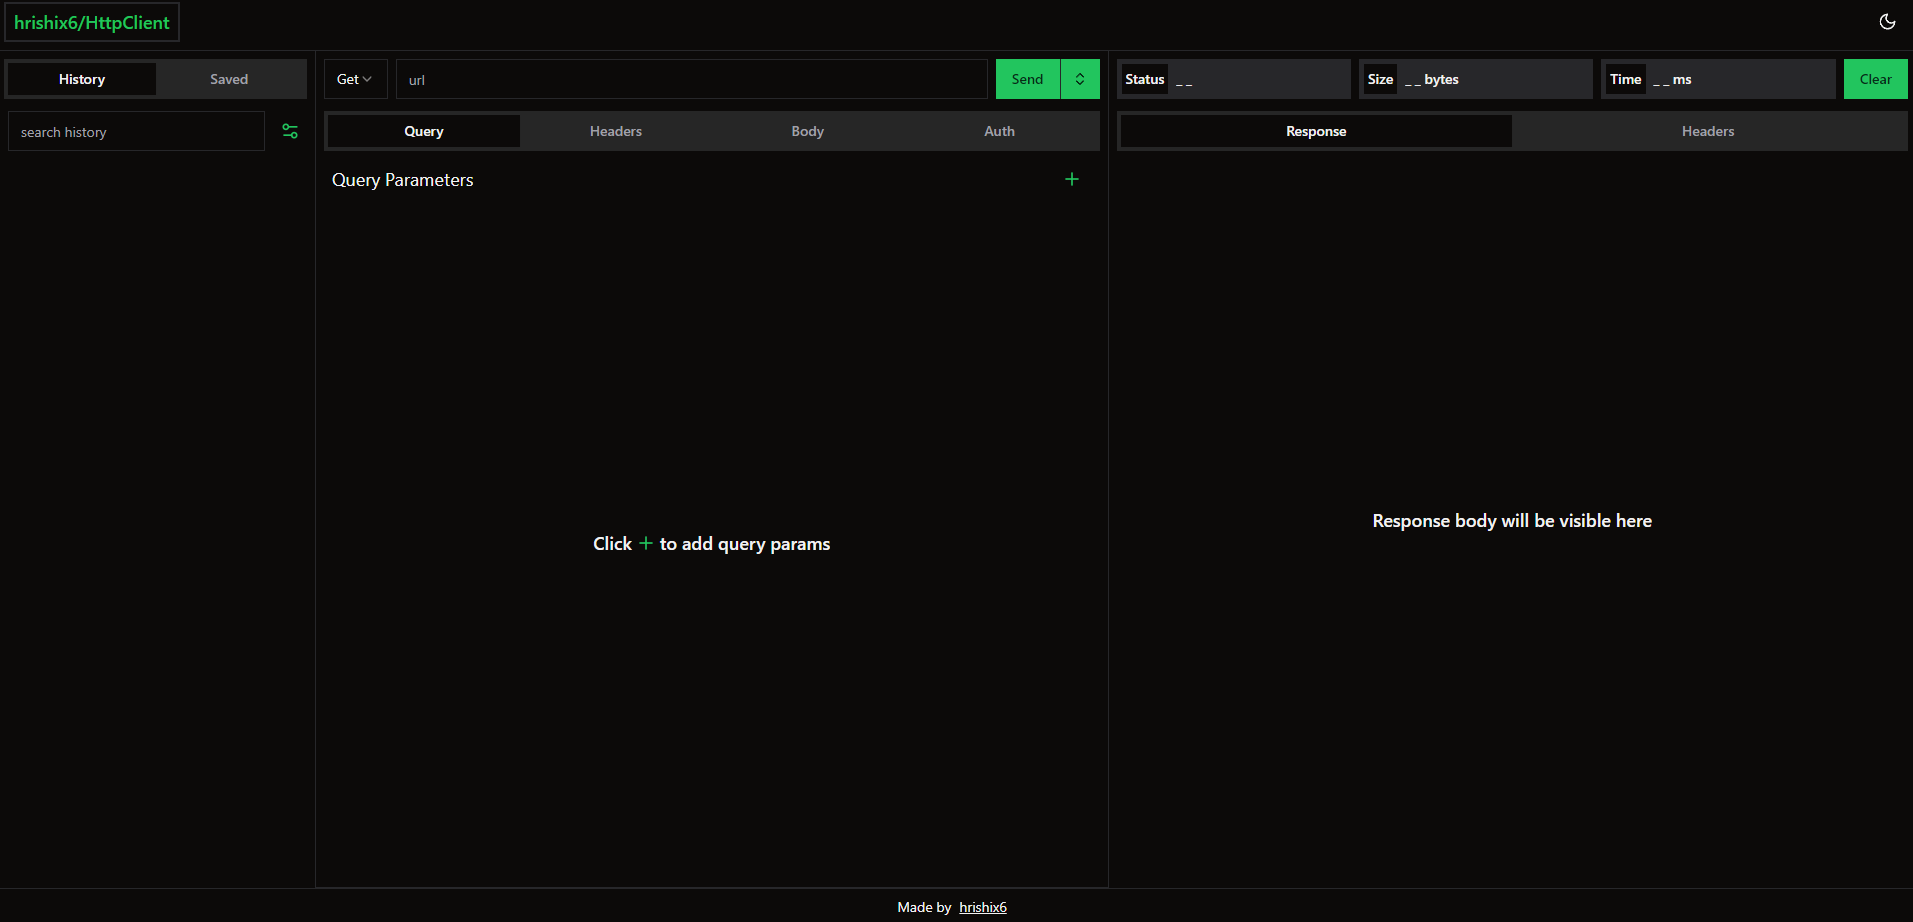 hrishix6/HttpClient
History Saved
search history
Get url Send
Query Headers Body Auth
Query Parameters +
Click + to add query params
Status _ _ Size _ _ bytes Time _ _ ms Clear
Response Headers
Response body will be visible here
Made by hrishix6